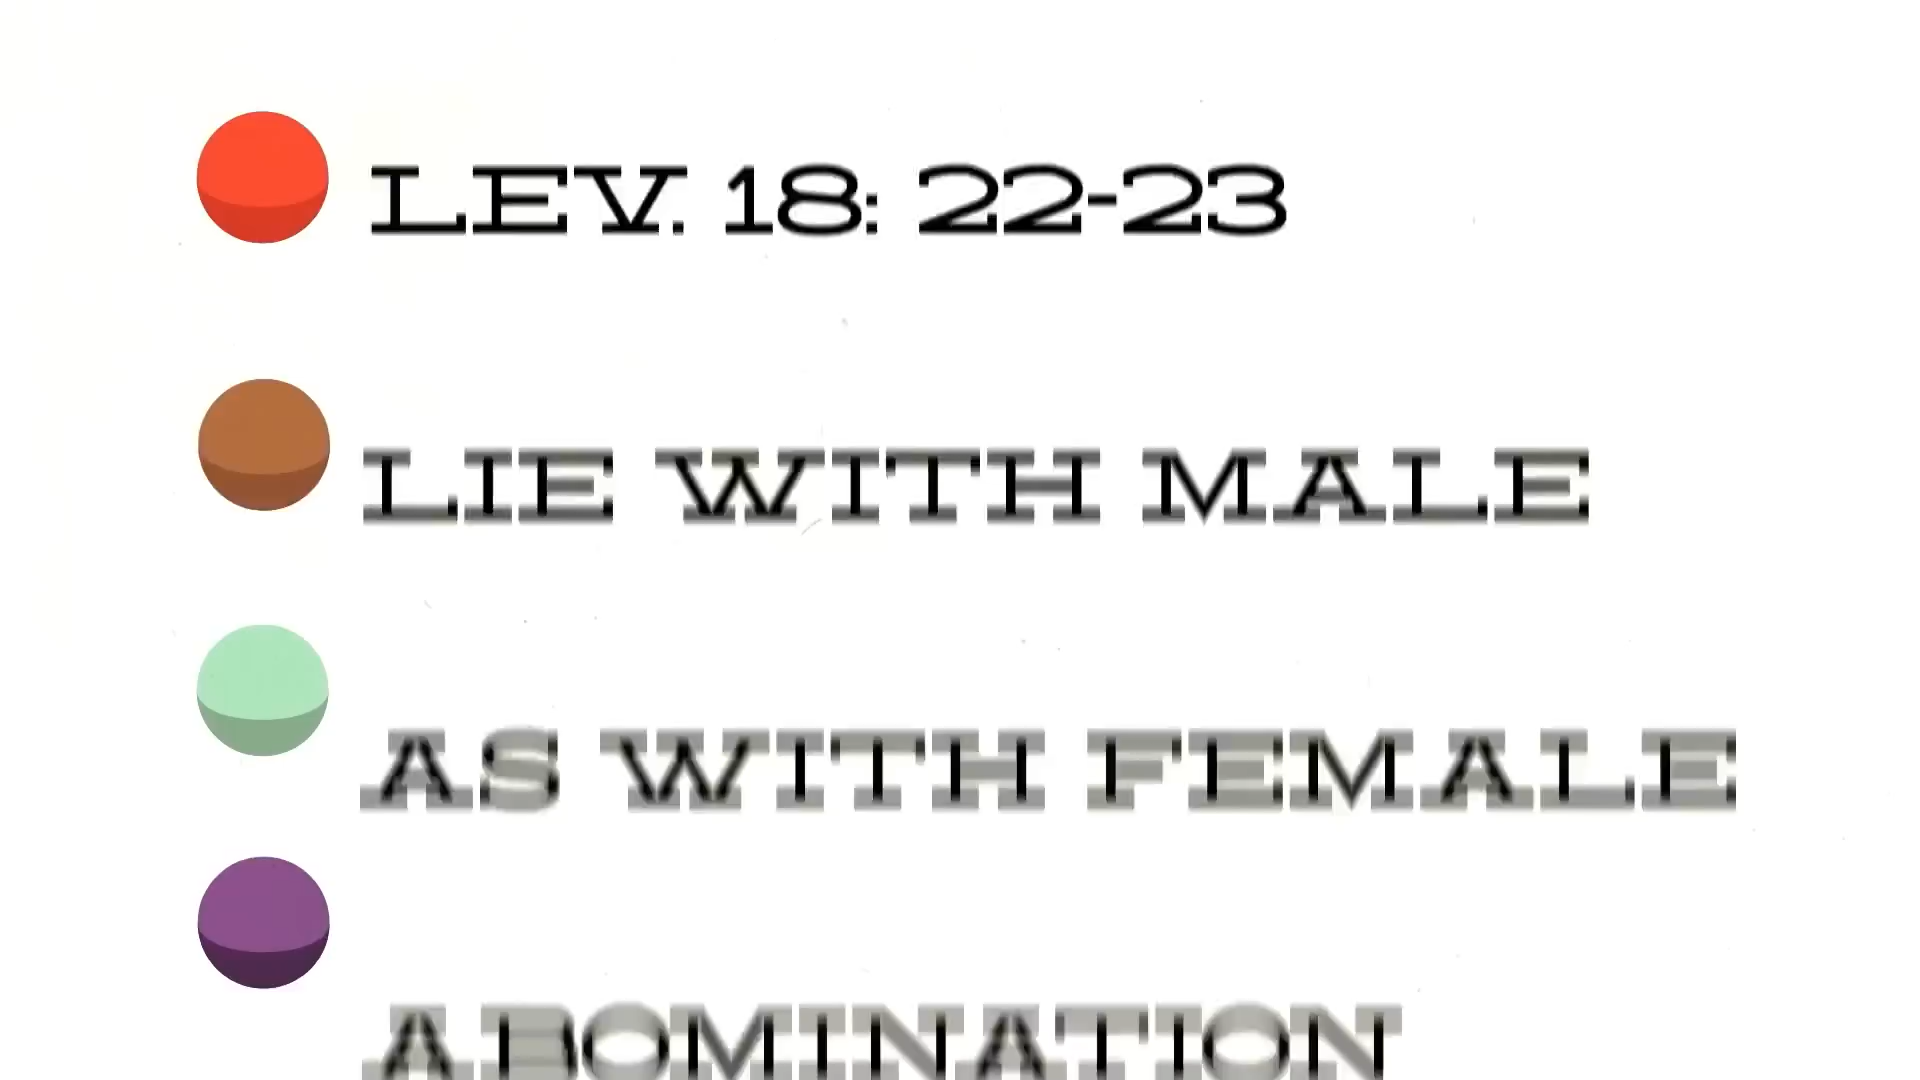 LEV. 18: 22-23
LIE WITH MALE
AS WITH FEMALE
ABOMINATION